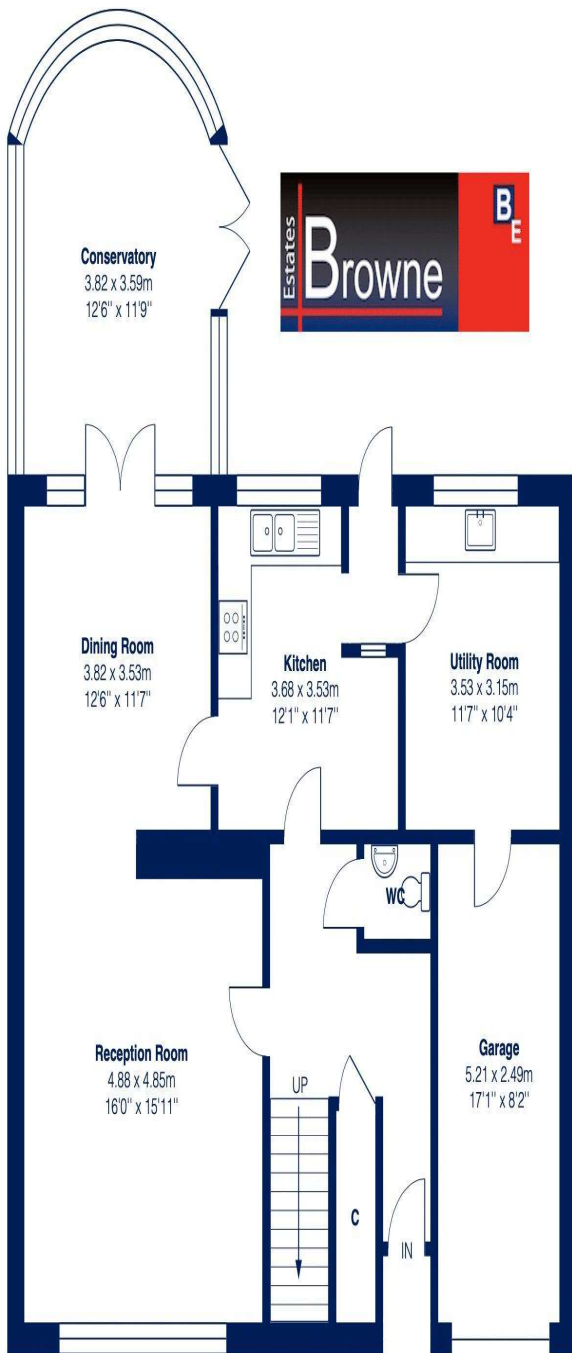 Conservatory
3.82 x 3.59m
12'6" x 11'9"
Estates
Browne
B
E
Dining Room
3.82 x 3.53m
12'6" x 11'7"
Kitchen
3.68 x 3.53m
12'1" x 11'7"
Utility Room
3.53 x 3.15m
11'7" x 10'4"
WC
Reception Room
4.88 x 4.85m
16'0" x 15'11"
Garage
5.21 x 2.49m
17'1" x 8'2"
UP
C
IN